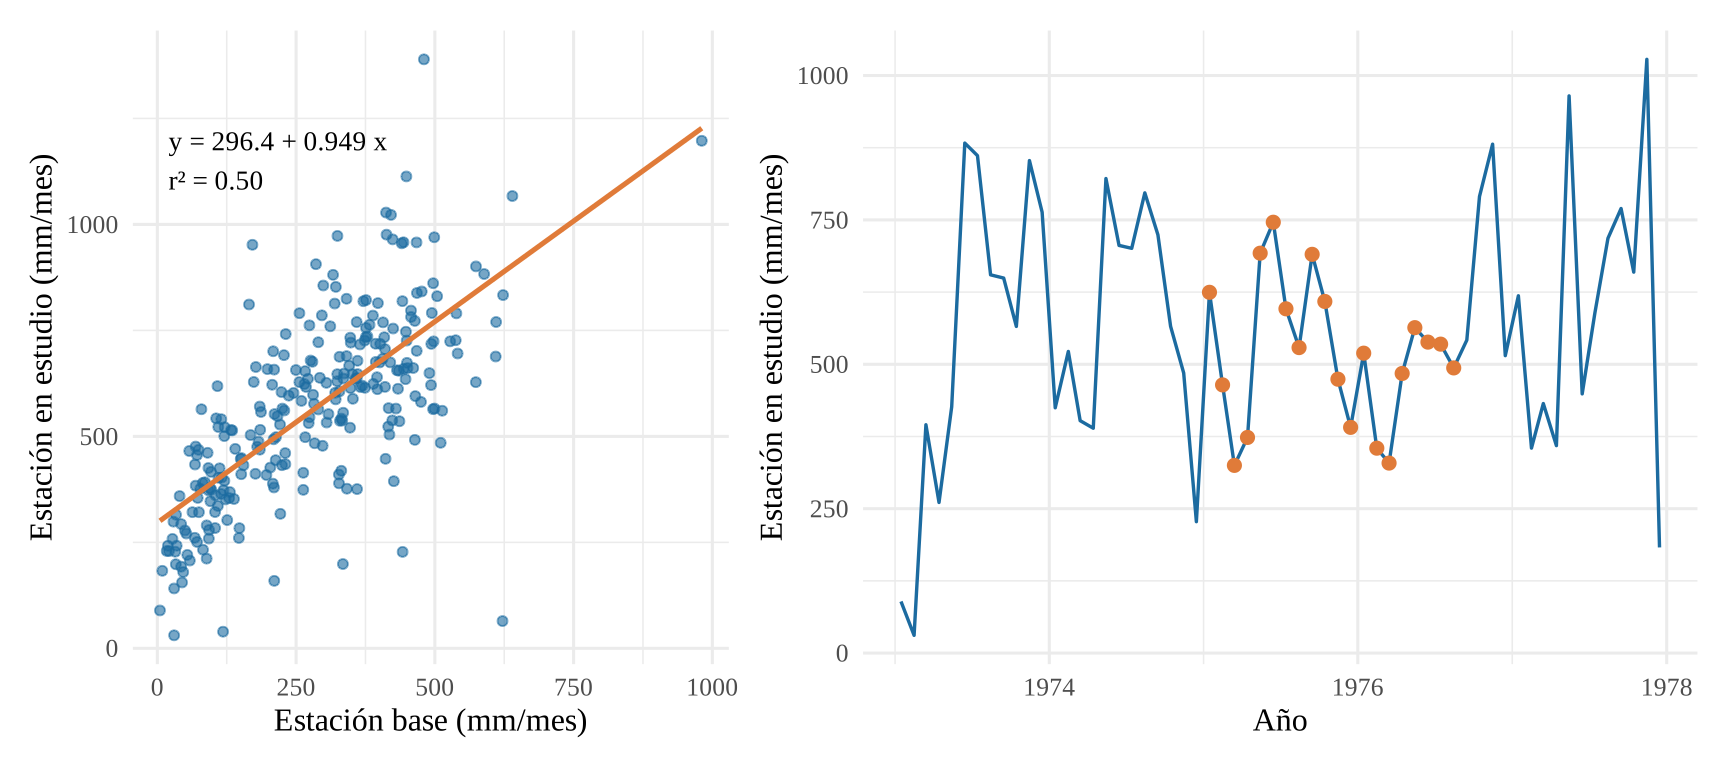 y = 296.4 + 0.949 x
r² = 0.50
Estación en estudio (mm/mes)
1000
500
0
0 250 500 750 1000
Estación base (mm/mes)
Estación en estudio (mm/mes)
1000
750
500
250
0
1974 1976 1978
Año